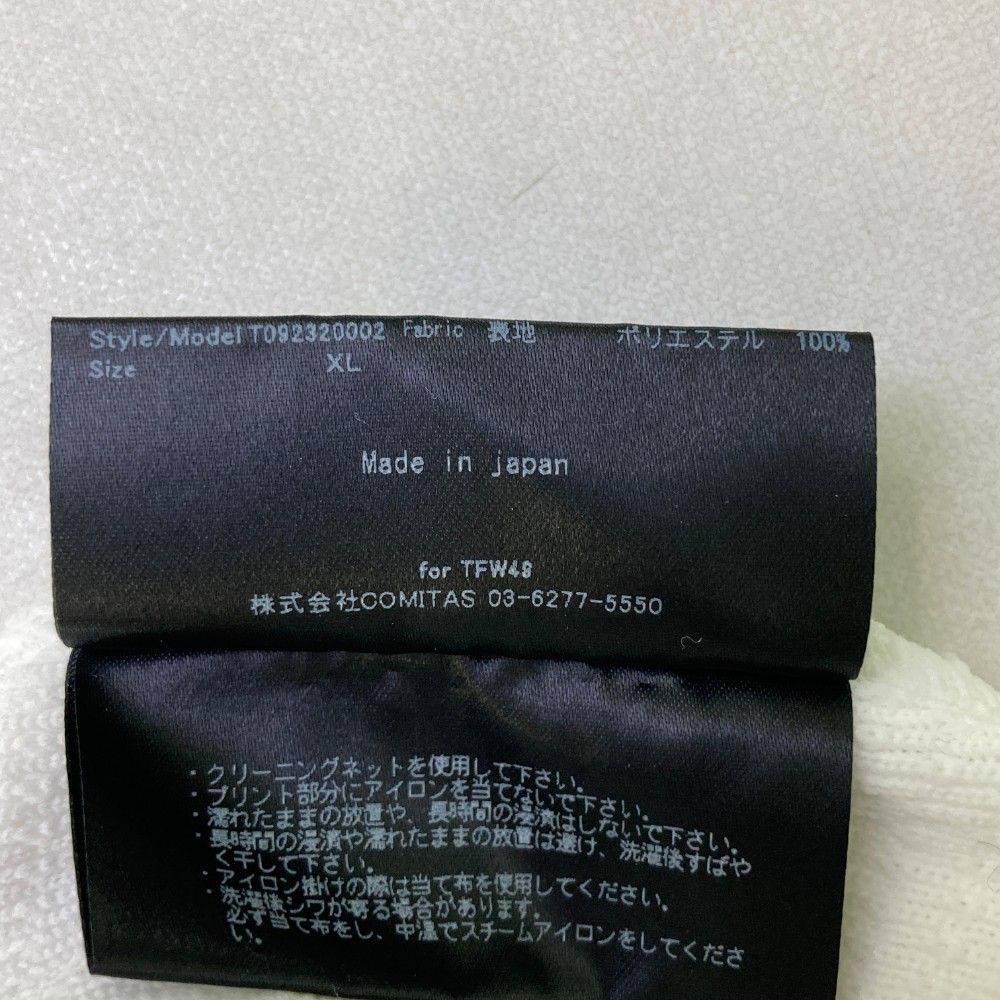 Style/Model T092320002 Fabric 表地 ポリエステル 100%
Size XL
Made in japan
for TFW49
株式会社COMITAS 03-6277-5550
・クリーニングネットを使用して下さい。
・プリント部分にアイロンを当てないで下さい。
・濡れたままの放置や、長時間の浸漬はしないで下さい。
・長時間の浸漬や濡れたままの放置は避け、洗濯後すばや
く干して下さい。
・アイロン掛けの際は当て布を使用してください。
洗濯後シワが寄る場合があります。
必ず当て布をし、中温でスチームアイロンをしてくださ
い。